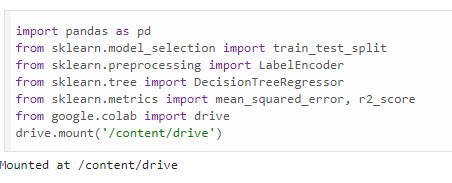 import pandas as pd
from sklearn.model_selection import train_test_split
from sklearn.preprocessing import LabelEncoder
from sklearn.tree import DecisionTreeRegressor
from sklearn.metrics import mean_squared_error, r2_score
from google.colab import drive
drive.mount('/content/drive')
Mounted at /content/drive